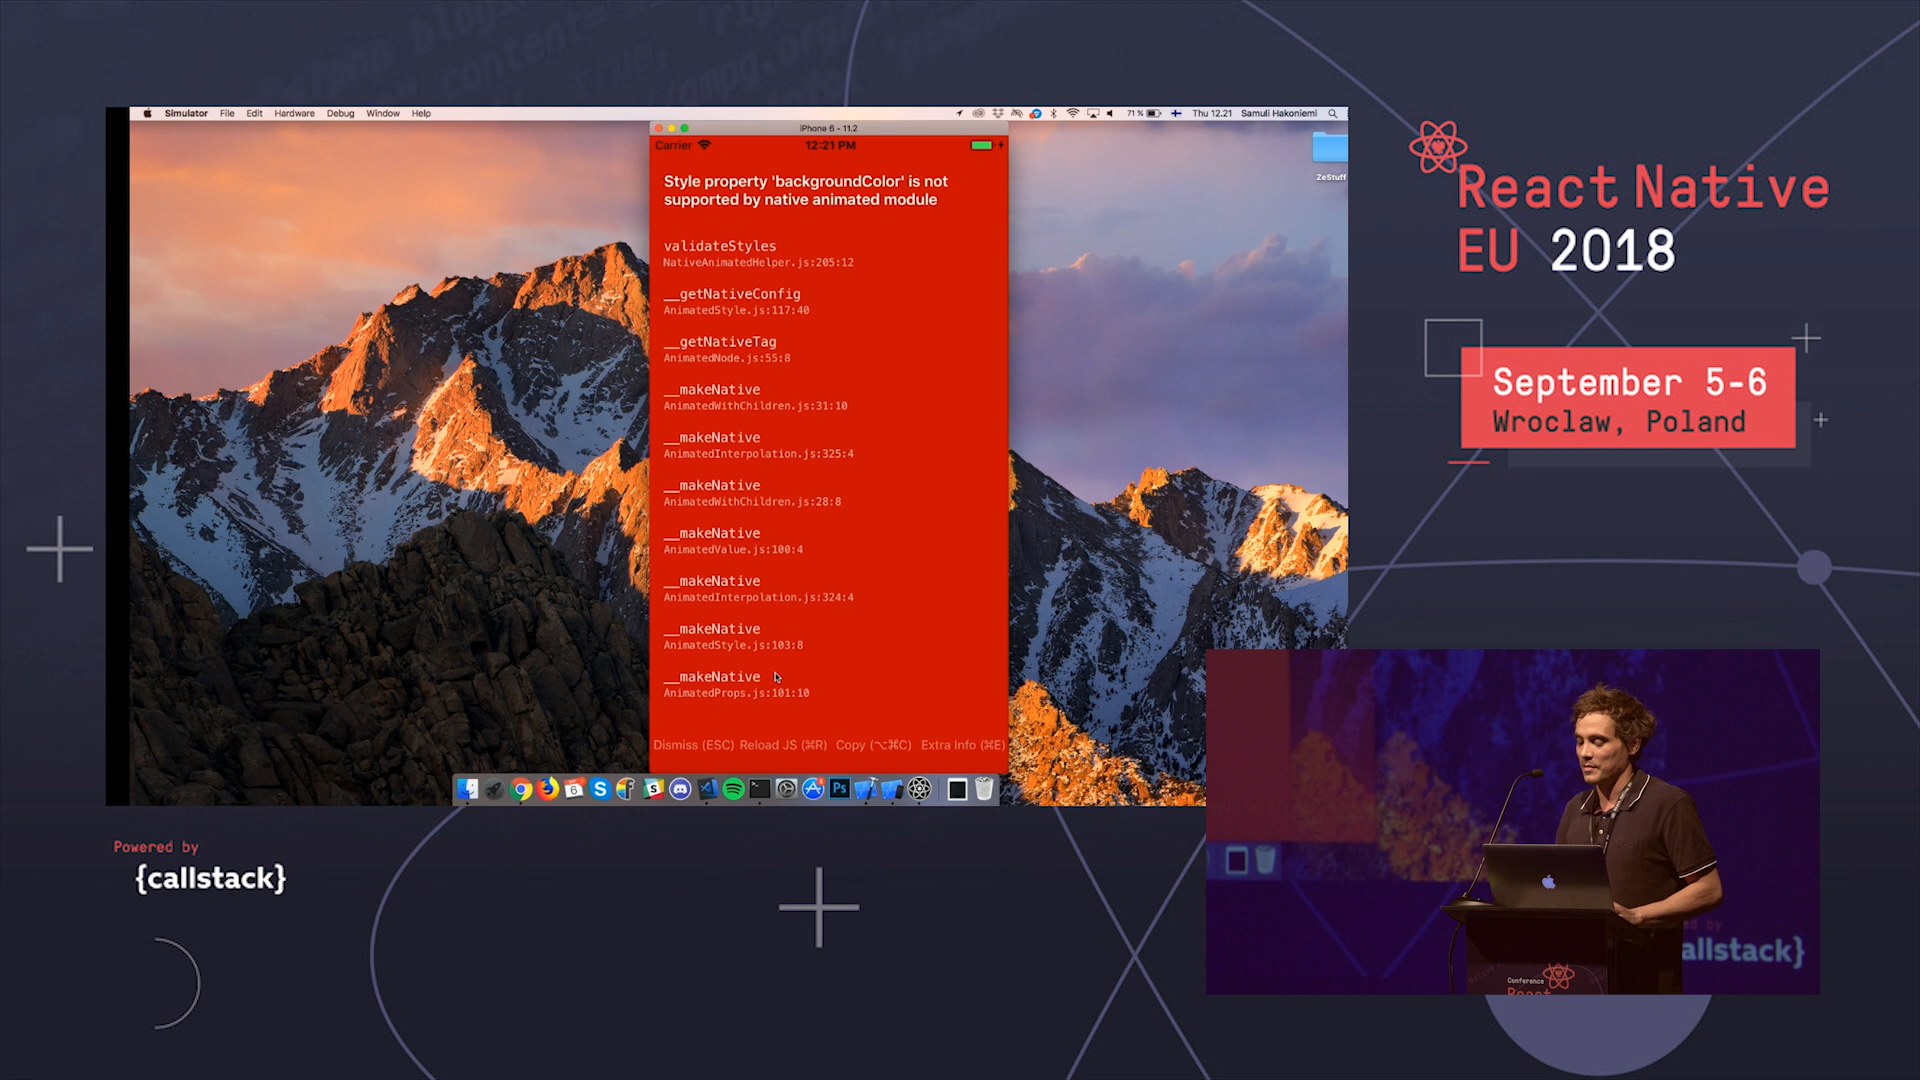 Simulator File Edit Hardware Debug Window Help
71 % Thu 12.21 Samuli Hakoniemi
iPhone 6 - 11.2
Carrier 12:21 PM
Style property 'backgroundColor' is not
supported by native animated module
validateStyles
NativeAnimatedHelper.js:205:12
__getNativeConfig
AnimatedStyle.js:117:40
__getNativeTag
AnimatedNode.js:55:8
__makeNative
AnimatedWithChildren.js:31:10
__makeNative
AnimatedInterpolation.js:325:4
__makeNative
AnimatedWithChildren.js:28:8
__makeNative
AnimatedValue.js:100:4
__makeNative
AnimatedInterpolation.js:324:4
__makeNative
AnimatedStyle.js:103:8
__makeNative
AnimatedProps.js:101:10
Dismiss (ESC) Reload JS (⌘R) Copy (⌥⌘C) Extra Info (⌘E)
ZeStuff
6
Ps
React Native
EU 2018
September 5-6
Wroclaw, Poland
Powered by
{callstack}
allstack}
Conference
React